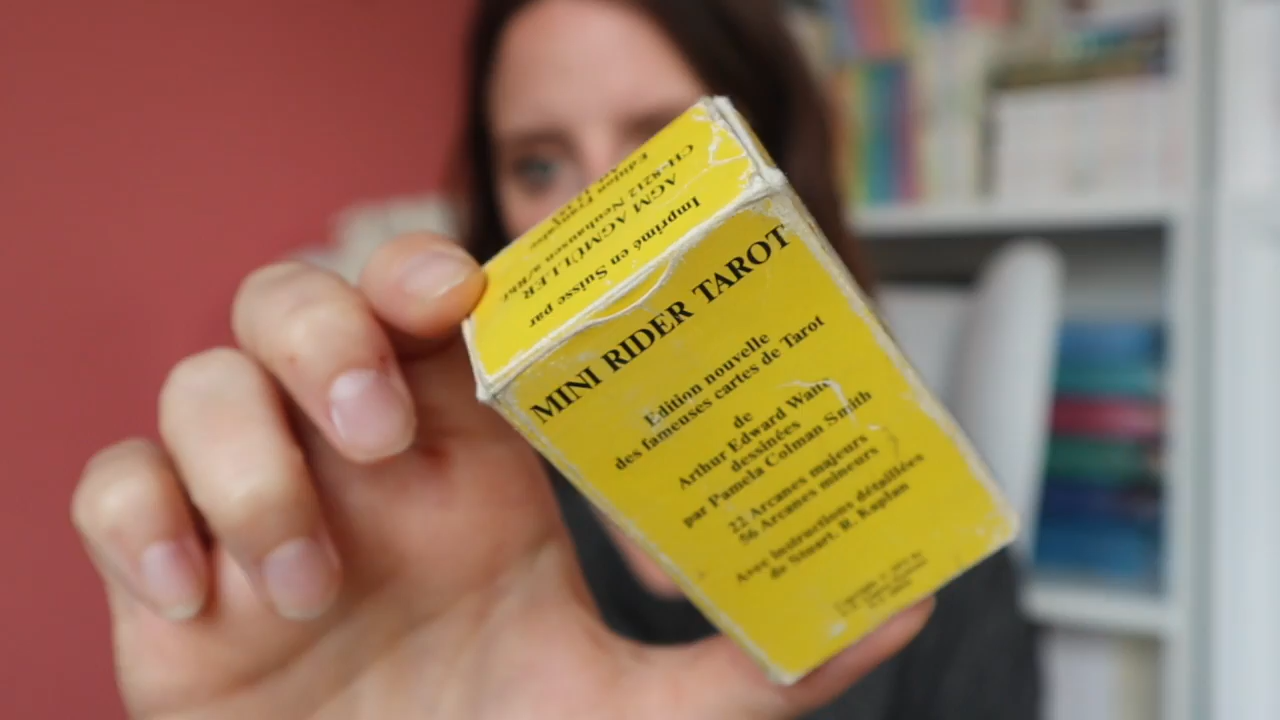 Imprimé en Suisse par
AGM AGMÜLLER
CH-8212 Neuhausen a/Rhf
Edition Française
MINI RIDER TAROT
Edition nouvelle
des fameuses cartes de Tarot
de
Arthur Edward Waite
dessinées
par Pamela Colman Smith
22 Arcanes majeurs
56 Arcanes mineurs
Avec instructions détaillées
de Stuart. R. Kaplan